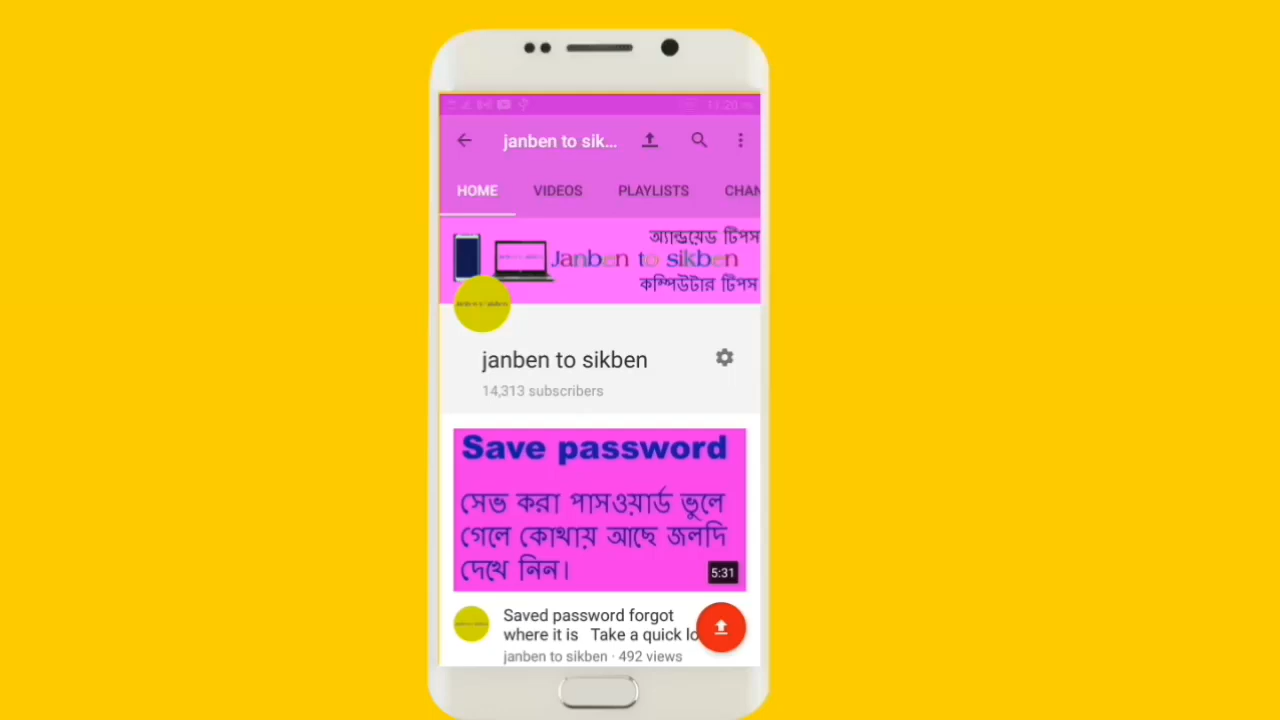 11:20
janben to sik...
HOME VIDEOS PLAYLISTS CHAN
অ্যান্ড্রয়েড টিপস
Janben to sikben
কম্পিউটার টিপস
janben to sikben
14,313 subscribers
Save password
সেভ করা পাসওয়ার্ড ভুলে
গেলে কোথায় আছে জলদি
দেখে নিন।
5:31
Saved password forgot
where it is Take a quick lo
janben to sikben · 492 views